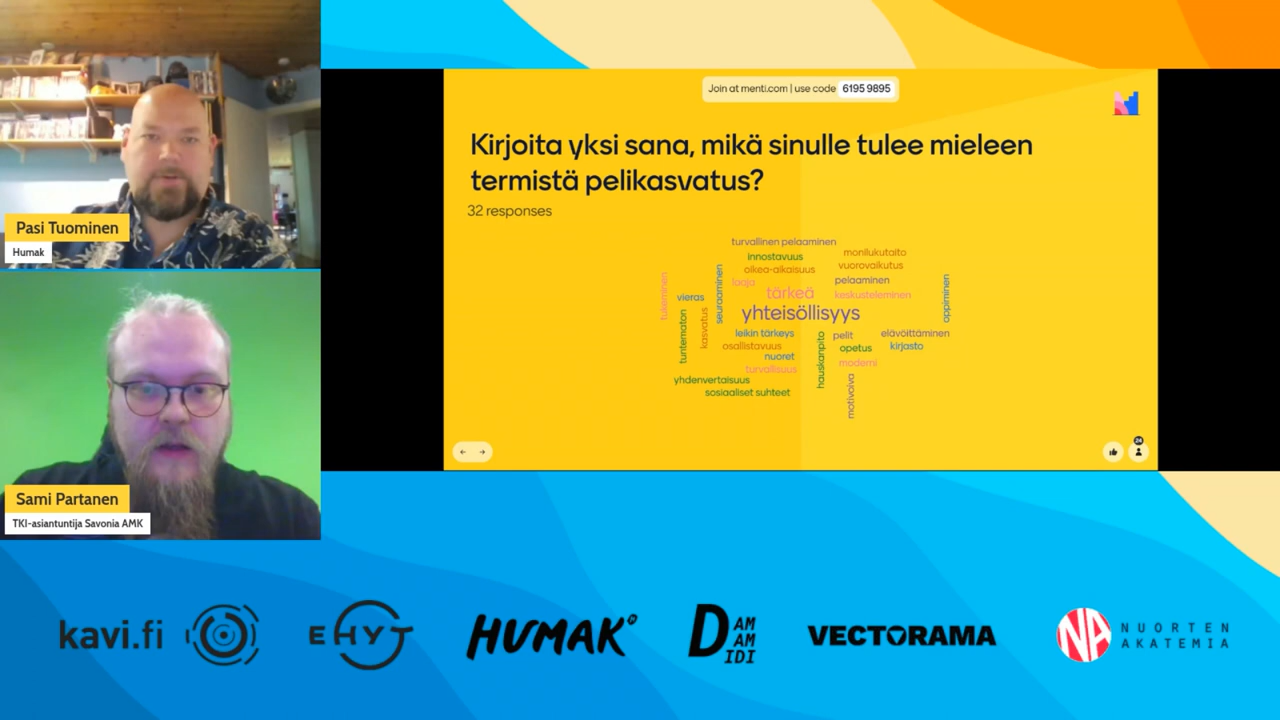 Pasi Tuominen
Humak
Sami Partanen
TKI-asiantuntija Savonia AMK
Join at menti.com | use code 6195 9895
Kirjoita yksi sana, mikä sinulle tulee mieleen
termistä pelikasvatus?
32 responses
turvallinen pelaaminen
innostavuus
monilukutaito
oikea-aikaisuus
vuorovaikutus
laaja
pelaaminen
tärkeä
keskusteleminen
tukeminen
vieras
seuraaminen
oppiminen
yhteisöllisyys
tuntematon
kasvatus
leikin tärkeys
pelit
elävöittäminen
osallistavuus
hauskanpito
opetus
kirjasto
nuoret
moderni
turvallisuus
yhdenvertaisuus
motivoiva
sosiaaliset suhteet
24
kavi.fi
EHYT
HUMAK
DAM
AM
IDI
VECTORAMA
NA
NUORTEN
AKATEMIA